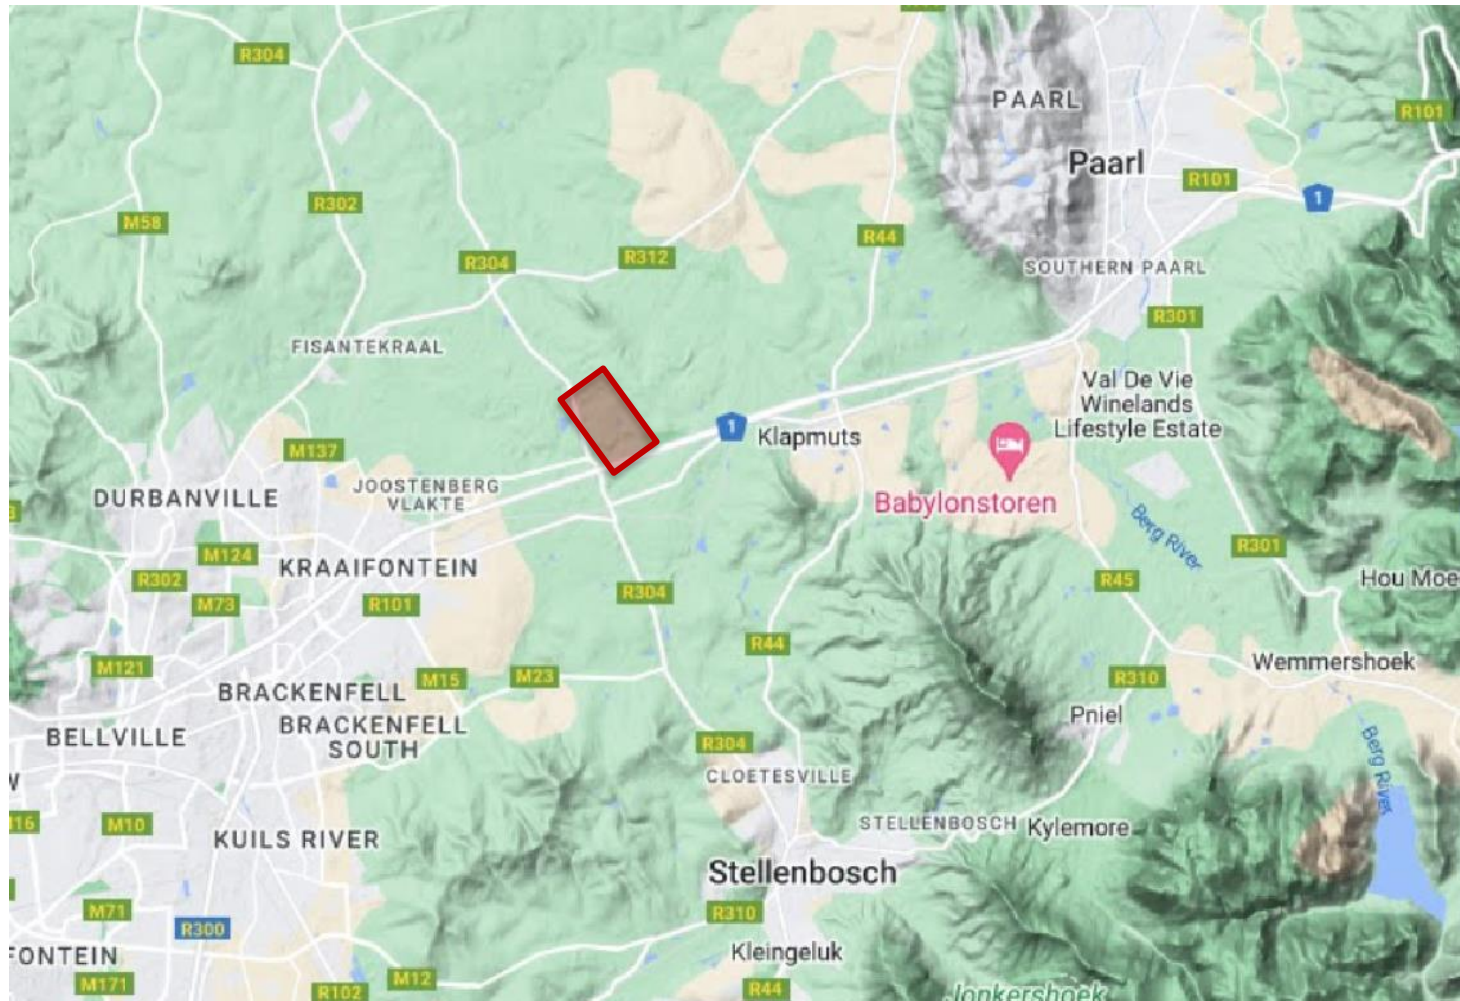 R304
PAARL
R101
Paarl
R101
1
R302
M58
R44
R304
R312
SOUTHERN PAARL
R301
FISANTEKRAAL
Val De Vie
Winelands
Lifestyle Estate
1
Klapmuts
M137
JOOSTENBERG
VLAKTE
DURBANVILLE
Babylonstoren
Berg River
M124
KRAAIFONTEIN
R302
M73
R101
R304
R301
R45
Hou Moe
R44
M121
M15
M23
Wemmershoek
R310
BRACKENFELL
BRACKENFELL
SOUTH
BELLVILLE
Pniel
R304
Berg River
CLOETESVILLE
16
M10
KUILS RIVER
STELLENBOSCH
Kylemore
Stellenbosch
M71
R300
R310
FONTEIN
Kleingeluk
M171
M12
R102
R44
Jonkershoek